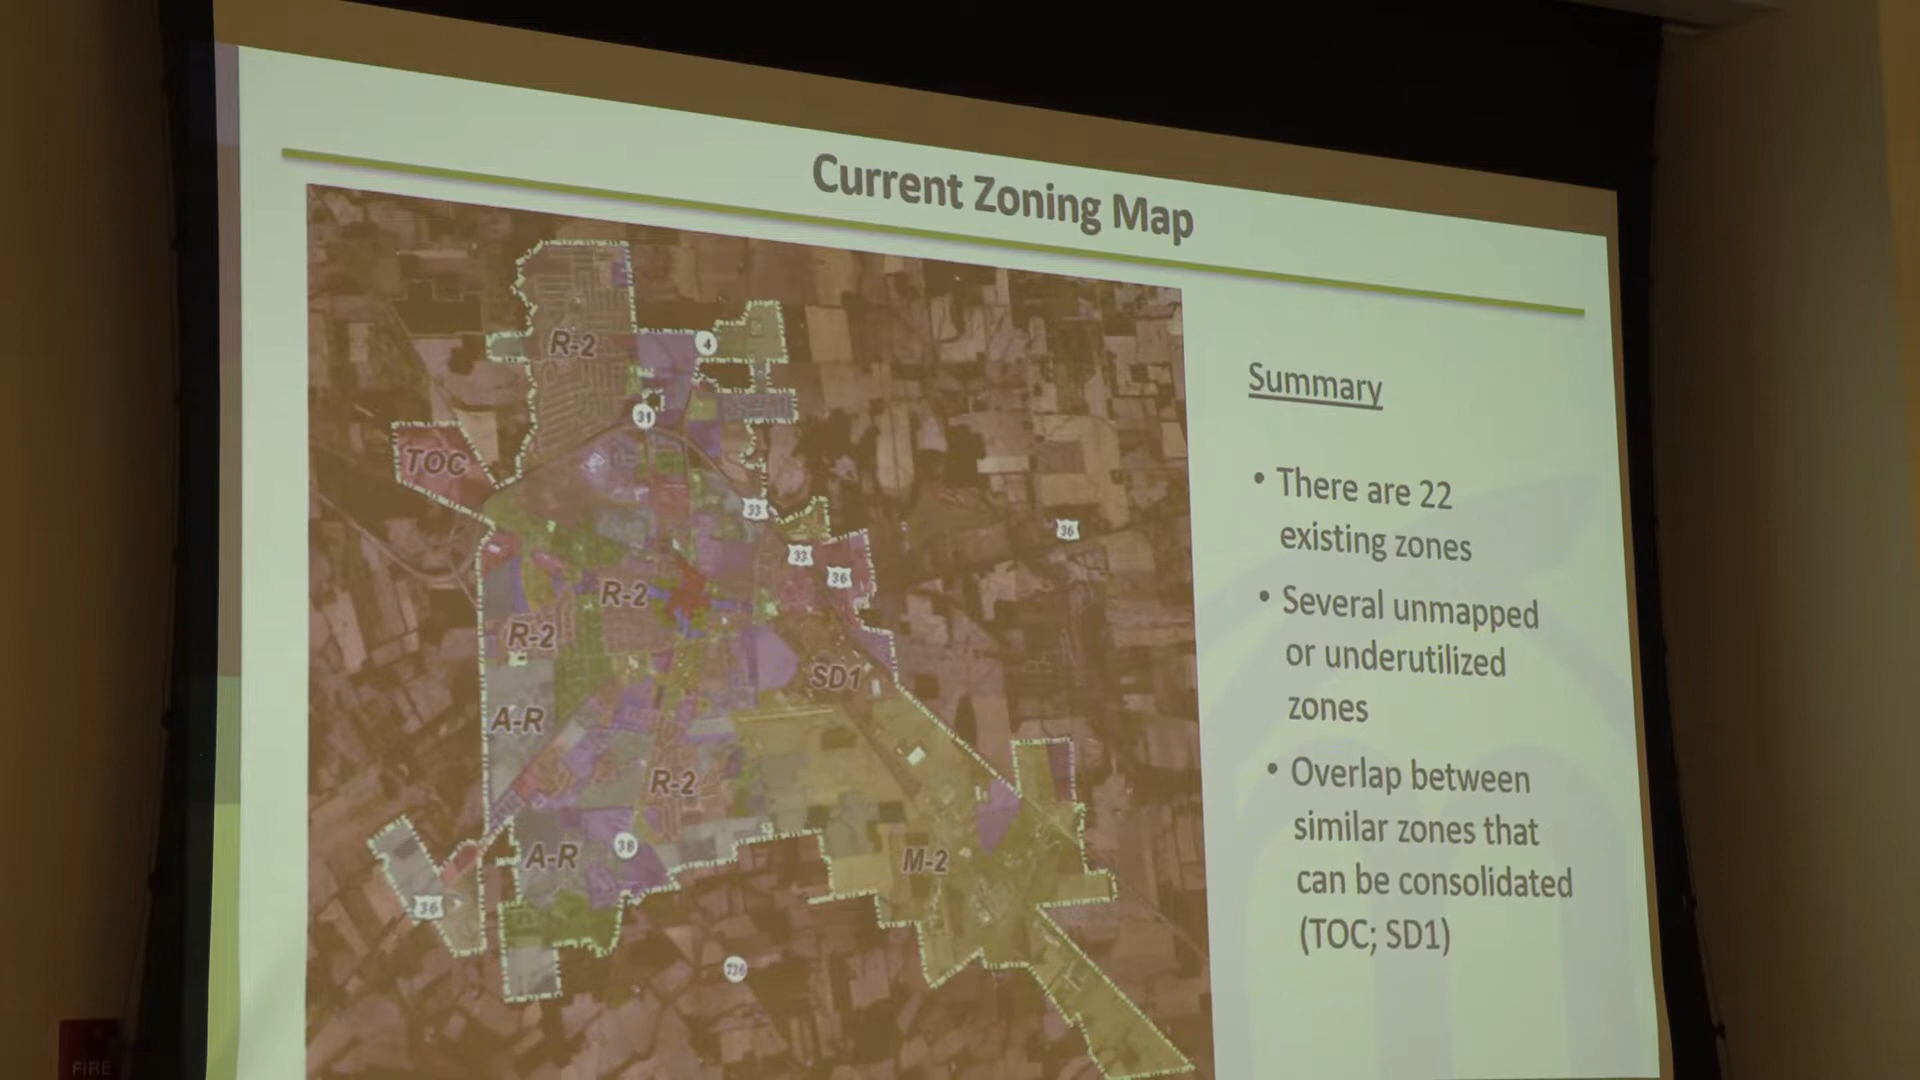 Current Zoning Map
R-2
4
31
TOC
33
33
36
36
R-2
R-2
SD1
A-R
R-2
38
A-R
M-2
36
736
Summary
• There are 22
existing zones
• Several unmapped
or underutilized
zones
• Overlap between
similar zones that
can be consolidated
(TOC; SD1)
FIRE